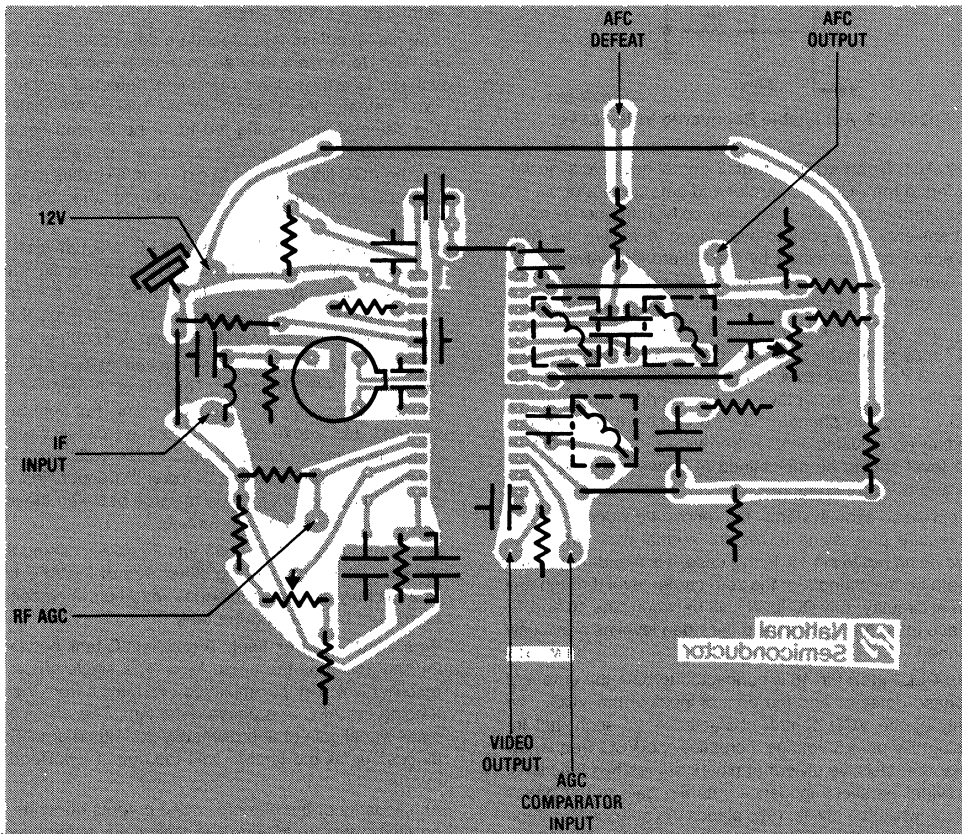 AFC
DEFEAT
AFC
OUTPUT
12V
IF
INPUT
RF AGC
National
Semiconductor
VIDEO
OUTPUT
AGC
COMPARATOR
INPUT